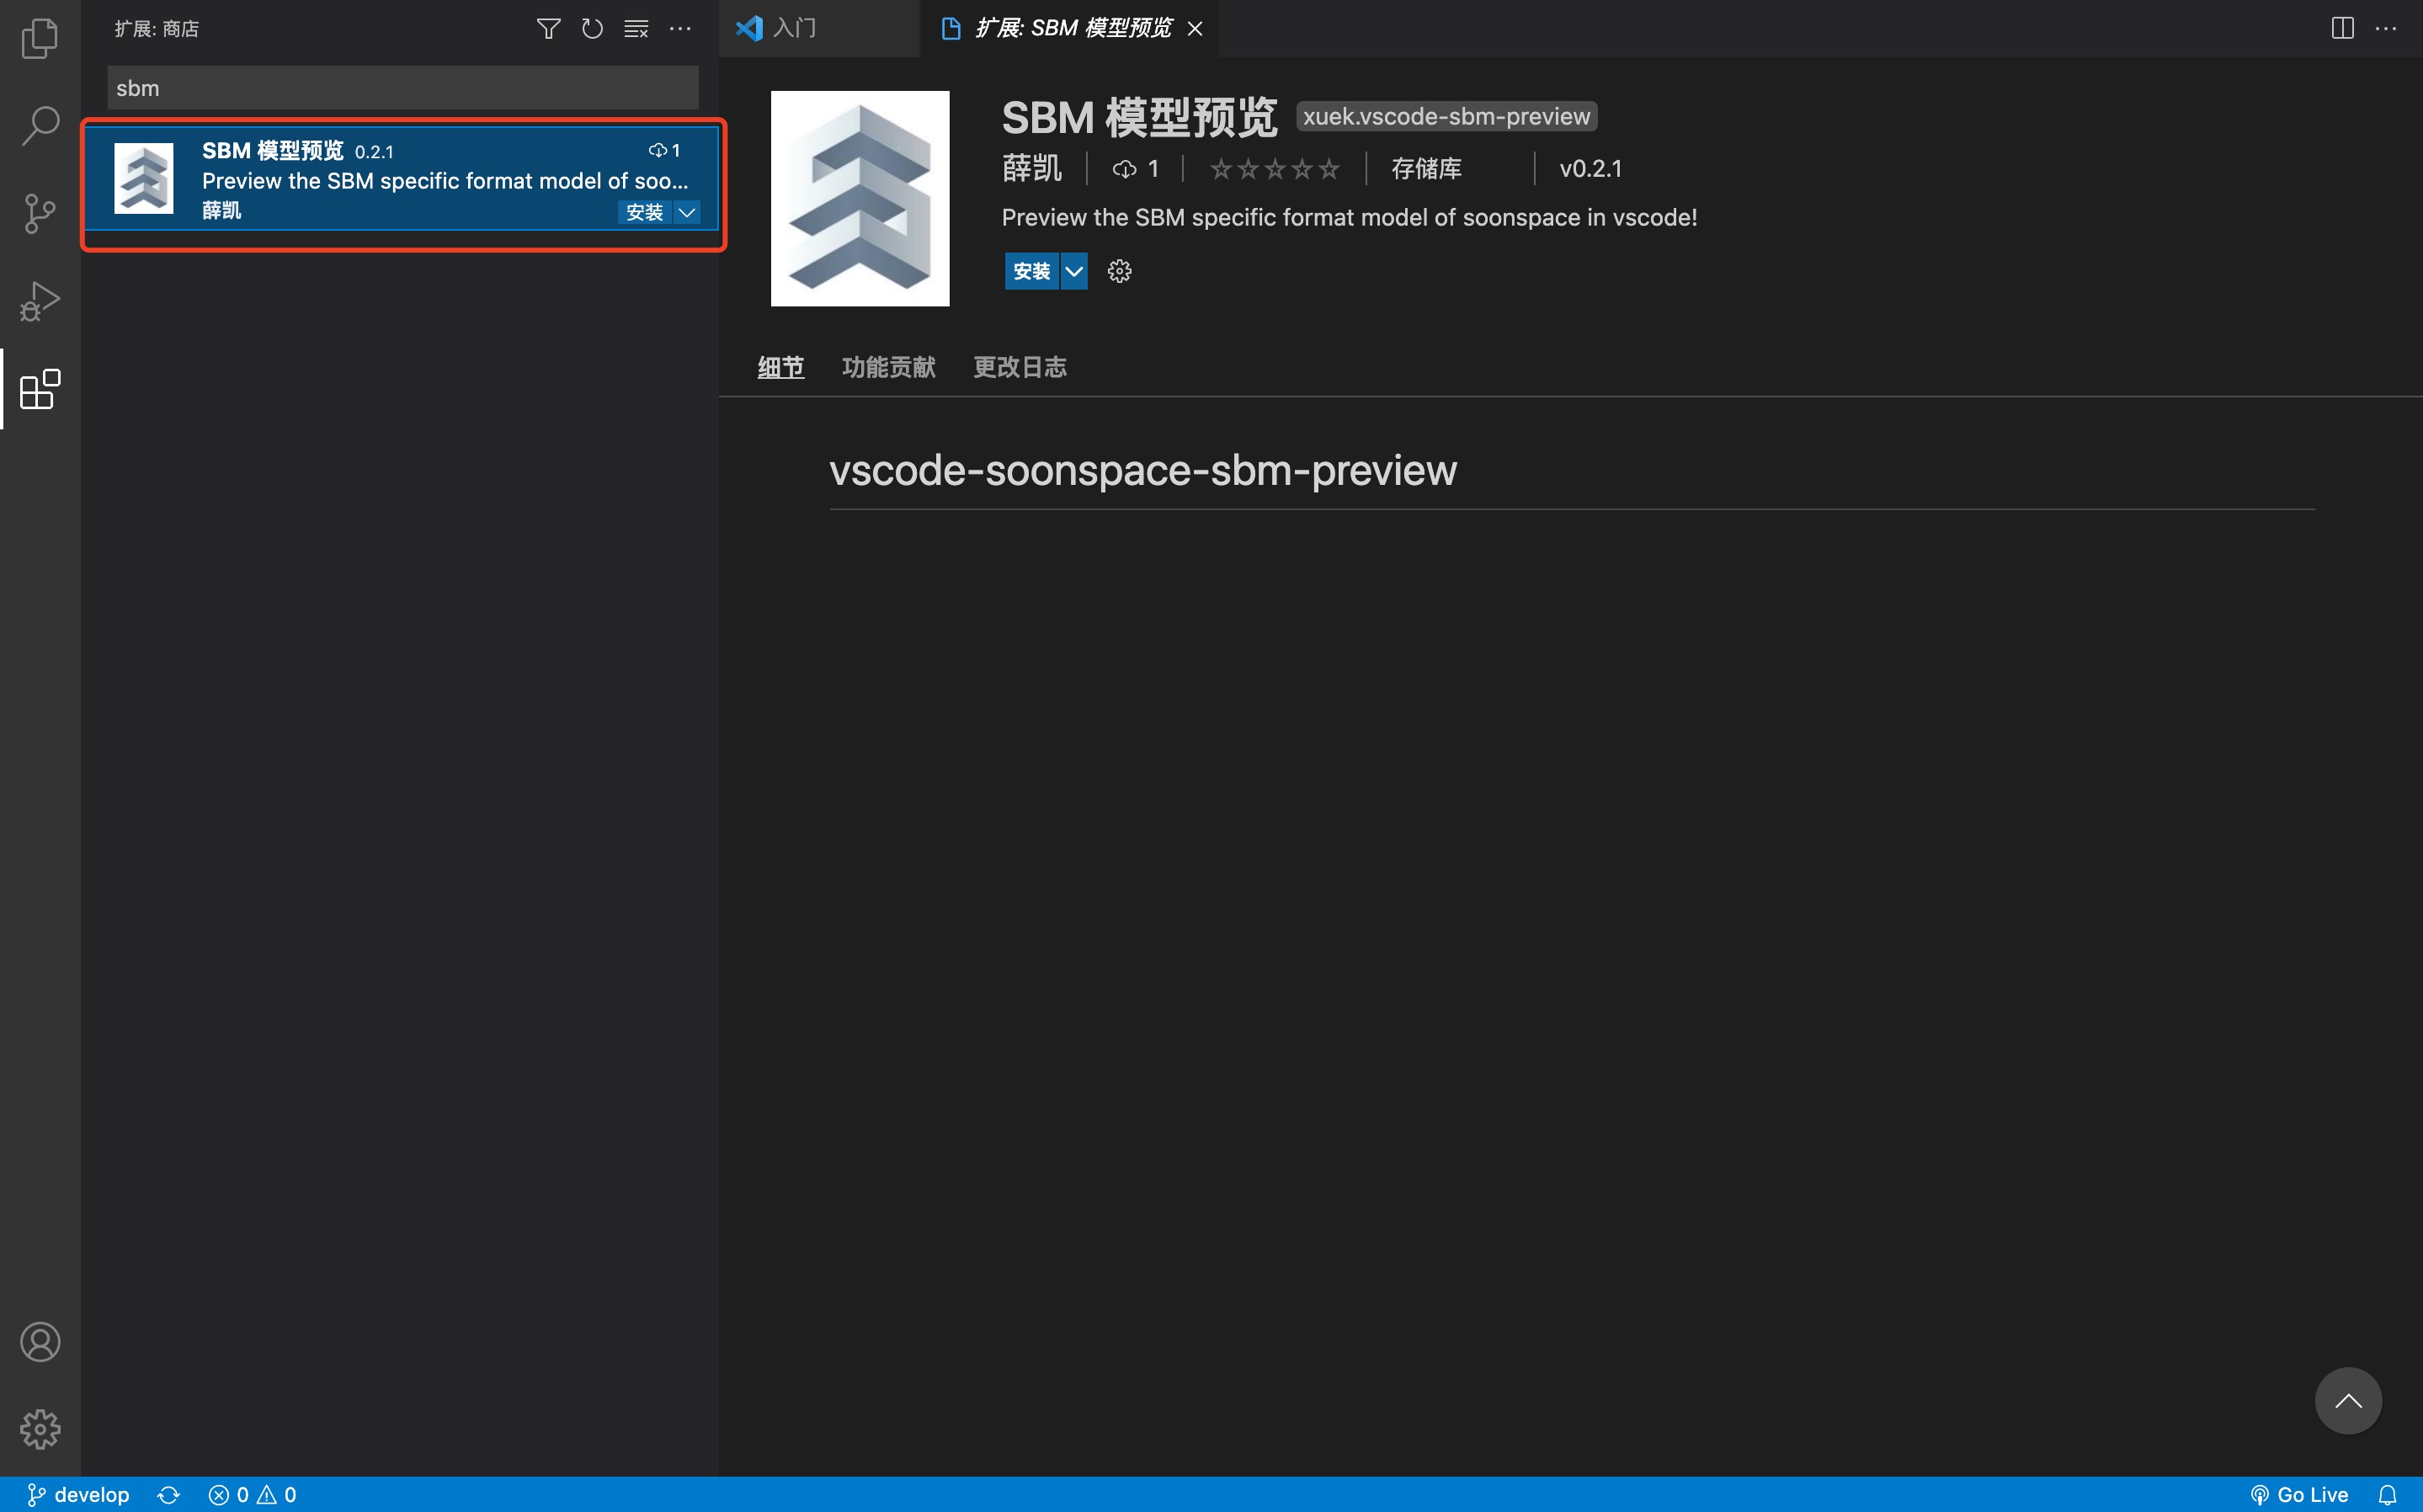 扩展: 商店
sbm
SBM 模型预览 0.2.1 1
Preview the SBM specific format model of soo...
薛凯 安装
入门
扩展: SBM 模型预览
SBM 模型预览 xuek.vscode-sbm-preview
薛凯 1 存储库 v0.2.1
Preview the SBM specific format model of soonspace in vscode!
安装
细节 功能贡献 更改日志
vscode-soonspace-sbm-preview
develop 0 0 Go Live